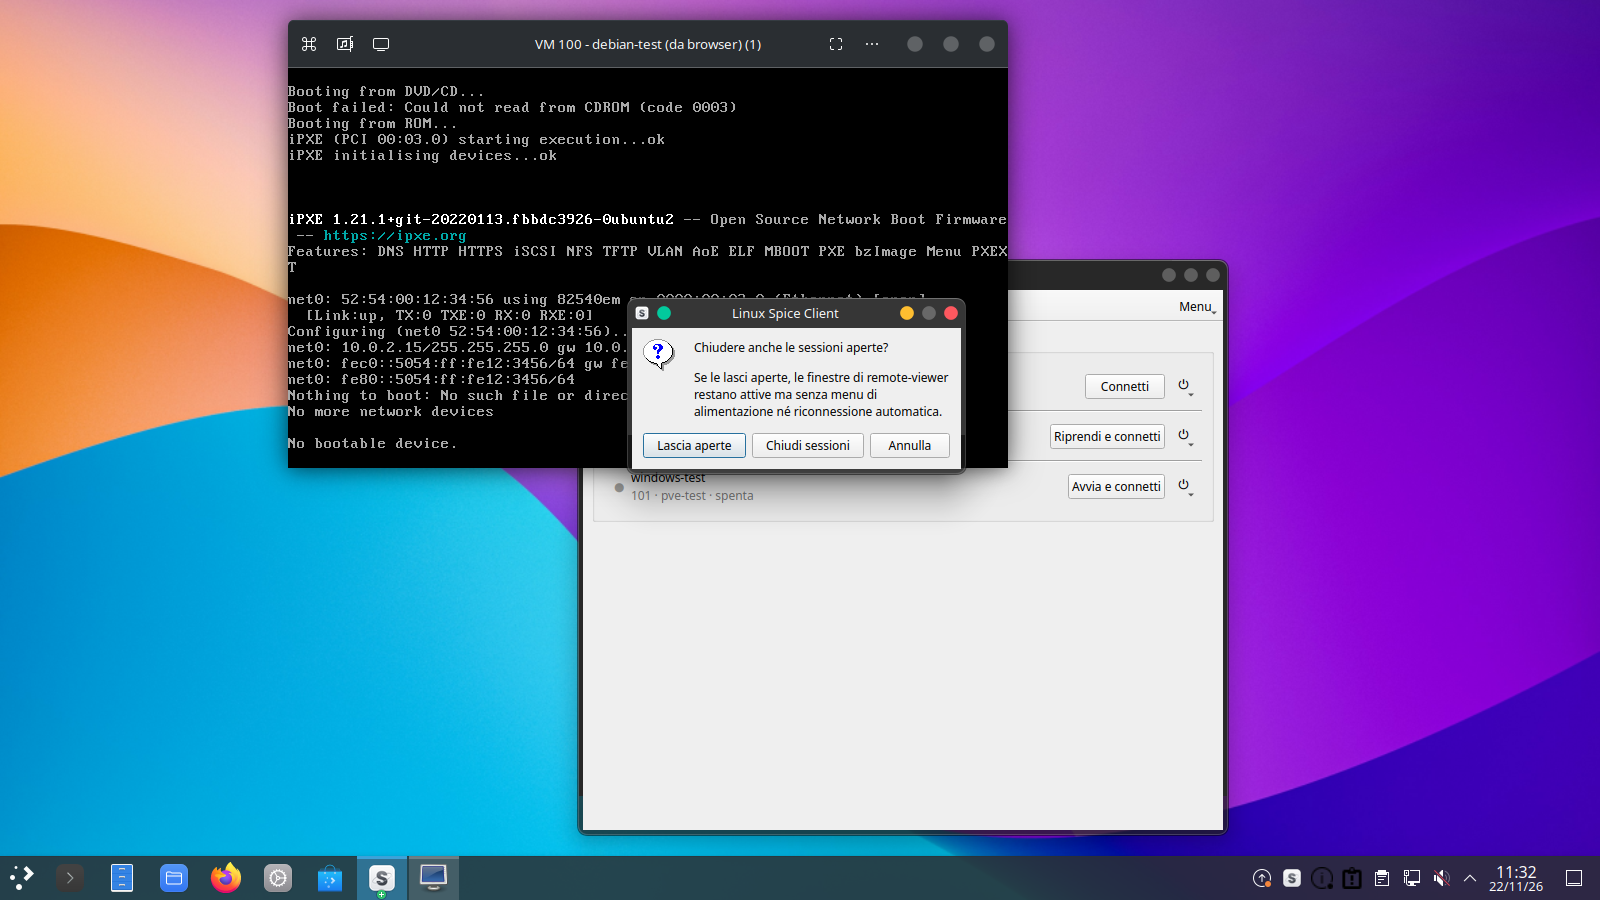 VM 100 - debian-test (da browser) (1)
Booting from DVD/CD...
Boot failed: Could not read from CDROM (code 0003)
Booting from ROM...
iPXE (PCI 00:03.0) starting execution...ok
iPXE initialising devices...ok
iPXE 1.21.1+git-20220113.fbbdc3926-0ubuntu2 -- Open Source Network Boot Firmware
-- https://ipxe.org
Features: DNS HTTP HTTPS iSCSI NFS TFTP VLAN AoE ELF MBOOT PXE bzImage Menu PXEX
T
net0: 52:54:00:12:34:56 using 82540em
[Link:up, TX:0 TXE:0 RX:0 RXE:0]
Configuring (net0 52:54:00:12:34:56)..
net0: 10.0.2.15/255.255.255.0 gw 10.0.
net0: fec0::5054:ff:fe12:3456/64 gw fe
net0: fe80::5054:ff:fe12:3456/64
Nothing to boot: No such file or direc
No more network devices
No bootable device.
Linux Spice Client
Chiudere anche le sessioni aperte?
Se le lasci aperte, le finestre di remote-viewer
restano attive ma senza menu di
alimentazione né riconnessione automatica.
Lascia aperte
Chiudi sessioni
Annulla
Menu
Connetti
Riprendi e connetti
windows-test
101 · pve-test · spenta
Avvia e connetti
11:32
22/11/26